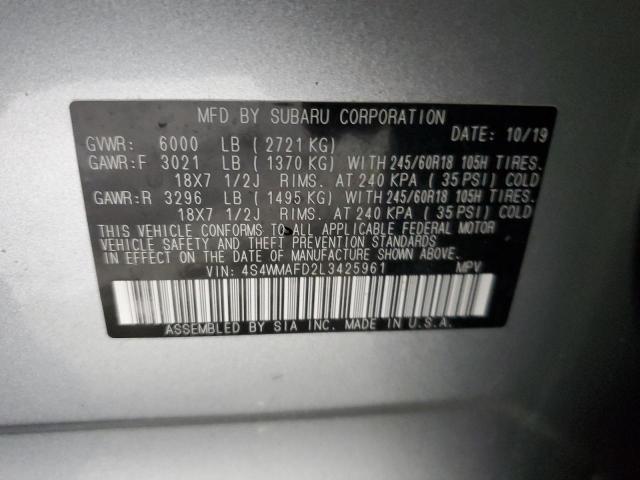 MFD BY SUBARU CORPORATION
DATE: 10/19
GVWR: 6000 LB ( 2721 KG)
GAWR:F 3021 LB ( 1370 KG) WITH 245/60R18 105H TIRES.
18X7 1/2J RIMS. AT 240 KPA ( 35 PSI) COLD
GAWR:R 3296 LB ( 1495 KG) WITH 245/60R18 105H TIRES.
18X7 1/2J RIMS. AT 240 KPA ( 35 PSI) COLD
THIS VEHICLE CONFORMS TO ALL APPLICABLE FEDERAL MOTOR
VEHICLE SAFETY AND THEFT PREVENTION STANDARDS
IN EFFECT ON THE DATE OF MANUFACTURE SHOWN ABOVE.
VIN: 4S4WMAFD2L3425961 MPV
ASSEMBLED BY SIA INC. MADE IN U.S.A.